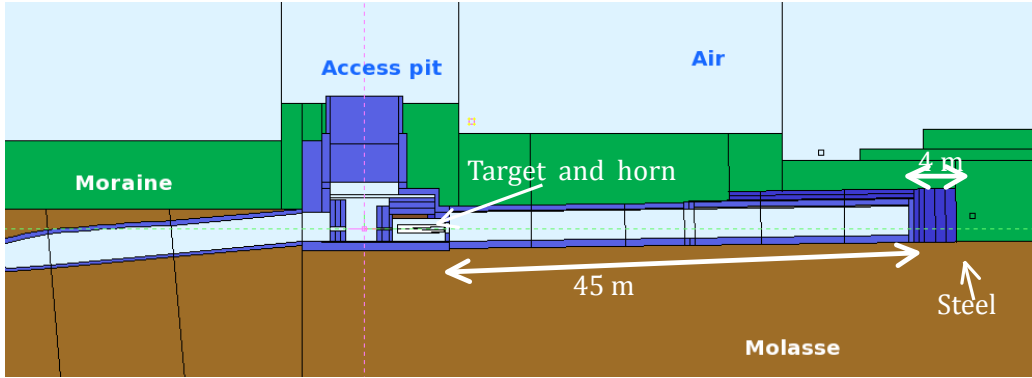 Access pit
Air
Target and horn
4 m
Moraine
45 m
Steel
Molasse